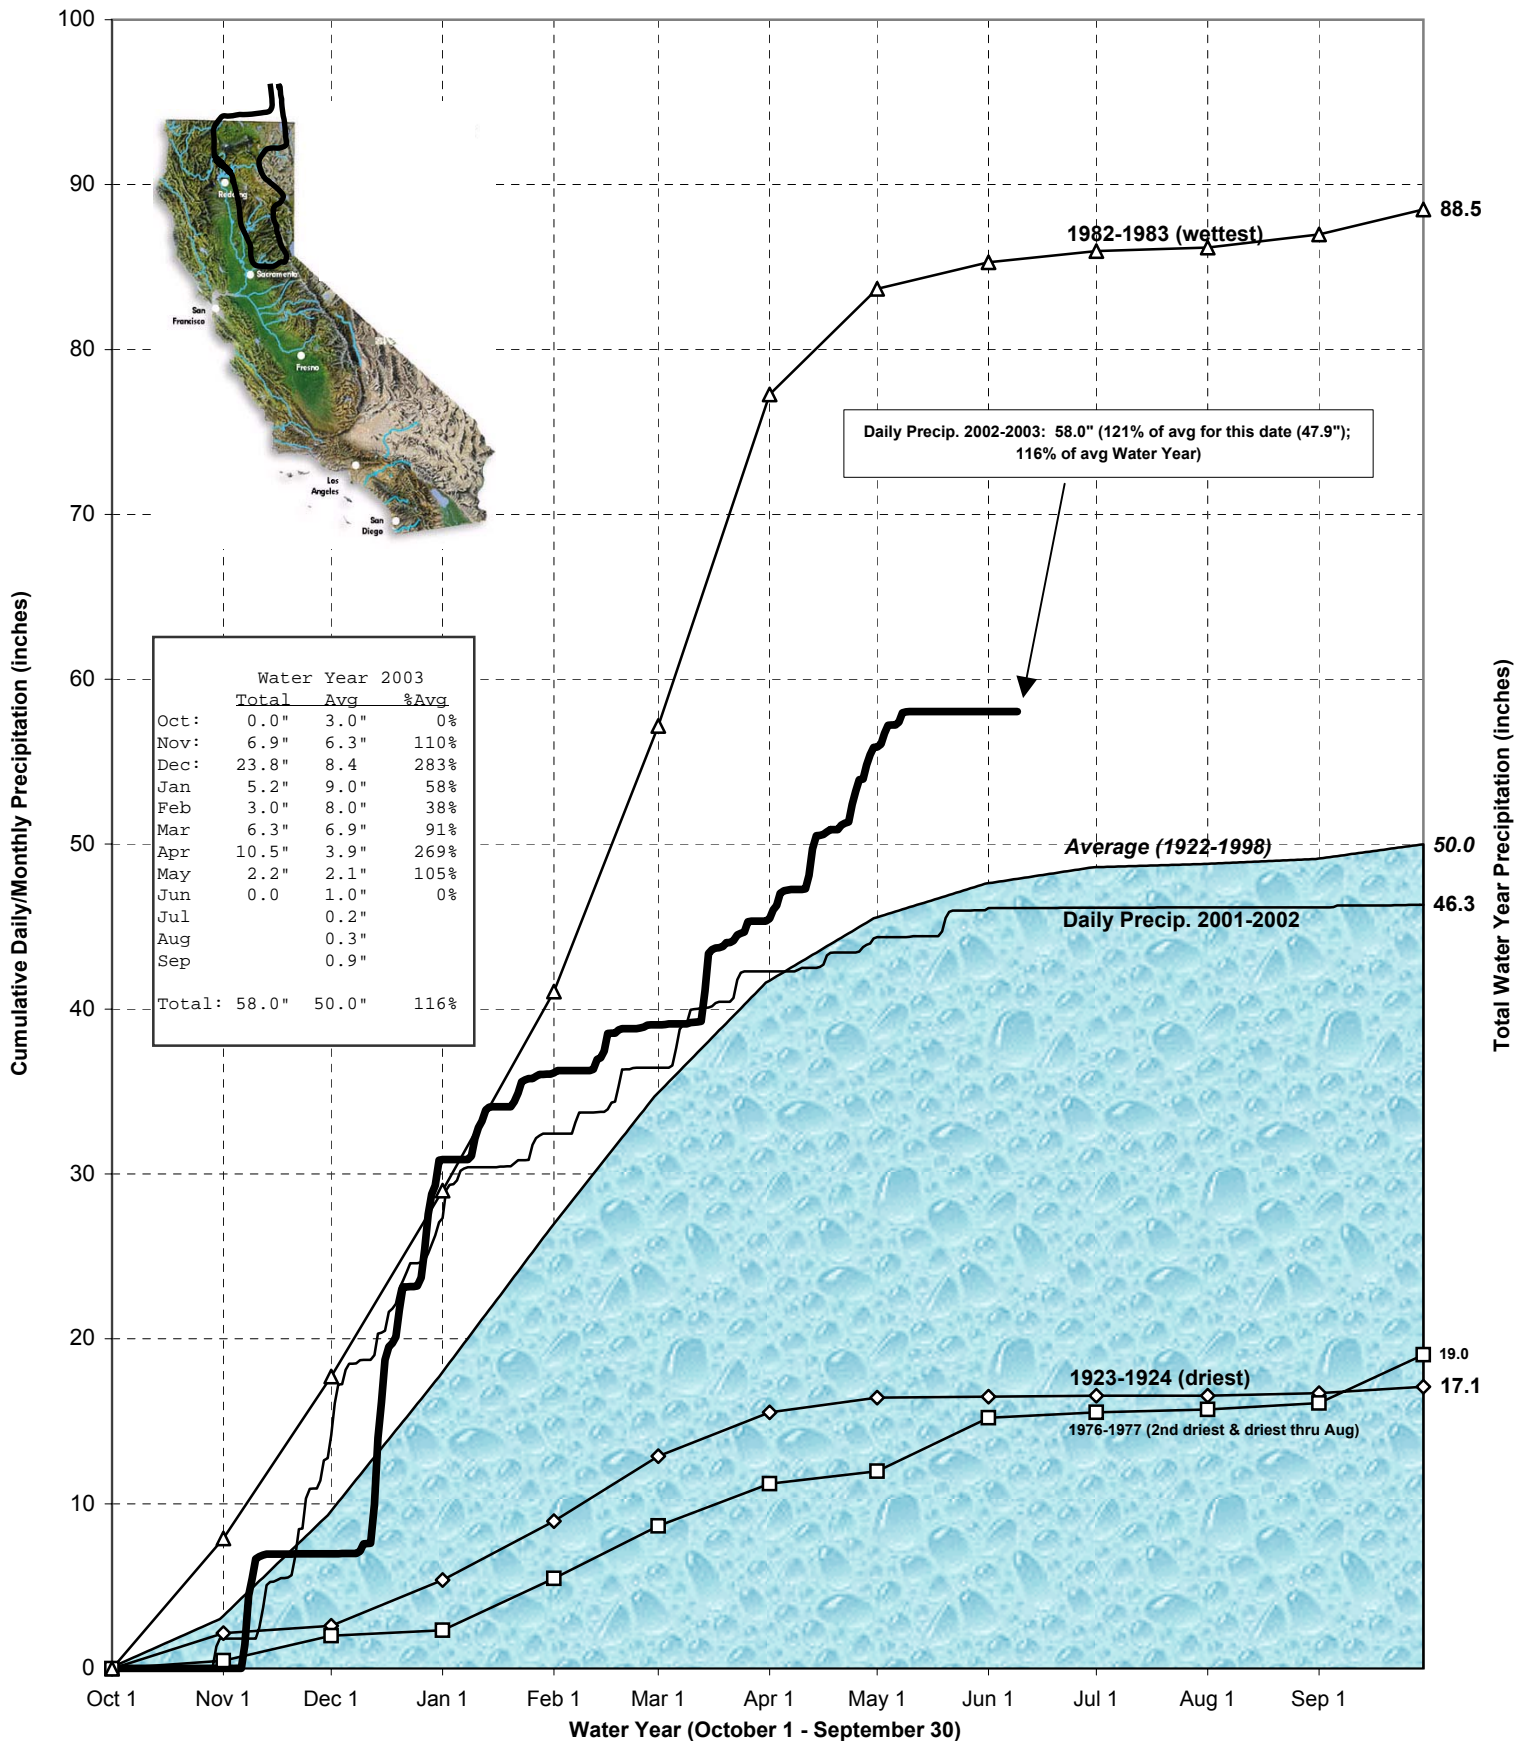 100
90
80
70
60
50
40
30
20
10
0
Redding
Sacramento
San
Francisco
Fresno
Los
Angeles
San
Diego
1982-1983 (wettest)
88.5
Daily Precip. 2002-2003: 58.0" (121% of avg for this date (47.9");
116% of avg Water Year)
Cumulative Daily/Monthly Precipitation (inches)
Total Water Year Precipitation (inches)
Water Year 2003
Total Avg %Avg
Oct: 0.0" 3.0" 0%
Nov: 6.9" 6.3" 110%
Dec: 23.8" 8.4 283%
Jan 5.2" 9.0" 58%
Feb 3.0" 8.0" 38%
Mar 6.3" 6.9" 91%
Apr 10.5" 3.9" 269%
May 2.2" 2.1" 105%
Jun 0.0 1.0" 0%
Jul 0.2"
Aug 0.3"
Sep 0.9"
Total: 58.0" 50.0" 116%
Average (1922-1998)
50.0
Daily Precip. 2001-2002
46.3
19.0
1923-1924 (driest)
17.1
1976-1977 (2nd driest & driest thru Aug)
Oct 1 Nov 1 Dec 1 Jan 1 Feb 1 Mar 1 Apr 1 May 1 Jun 1 Jul 1 Aug 1 Sep 1
Water Year (October 1 - September 30)